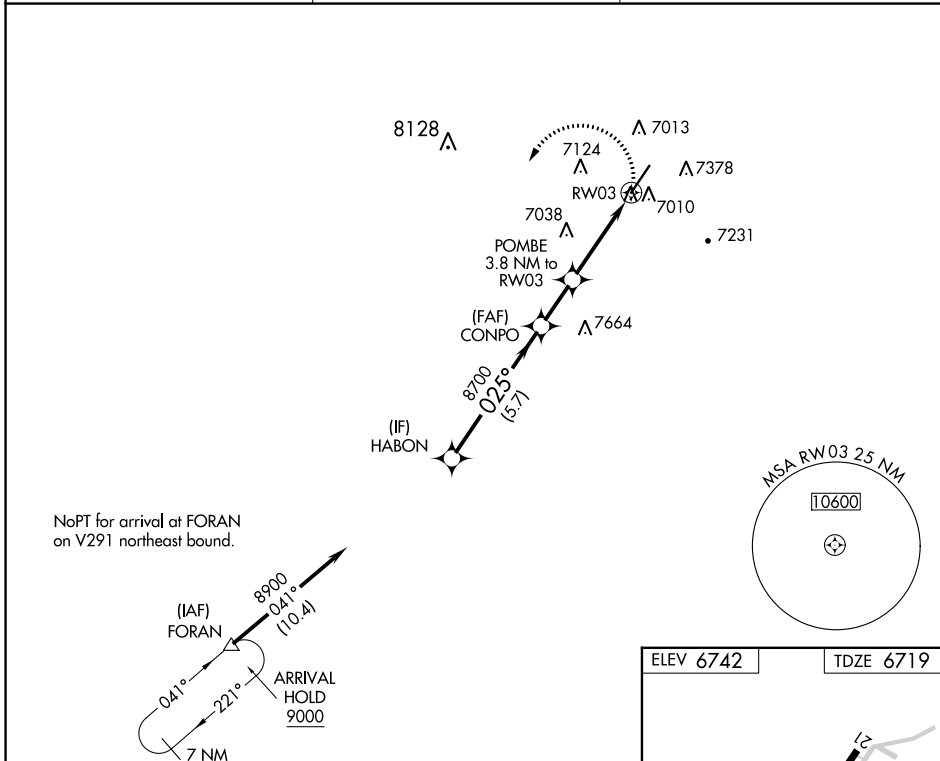 8128
7013
7124
7378
RW03
7010
7038
7231
POMBE
3.8 NM to
RW03
(FAF)
CONPO
7664
8700
025°
(5.7)
(IF)
HABON
MSA RW03 25 NM
10600
NoPT for arrival at FORAN
on V291 northeast bound.
8900
041°
(10.4)
(IAF)
FORAN
041°
221°
ARRIVAL
HOLD
9000
7 NM
ELEV 6742
TDZE 6719
21